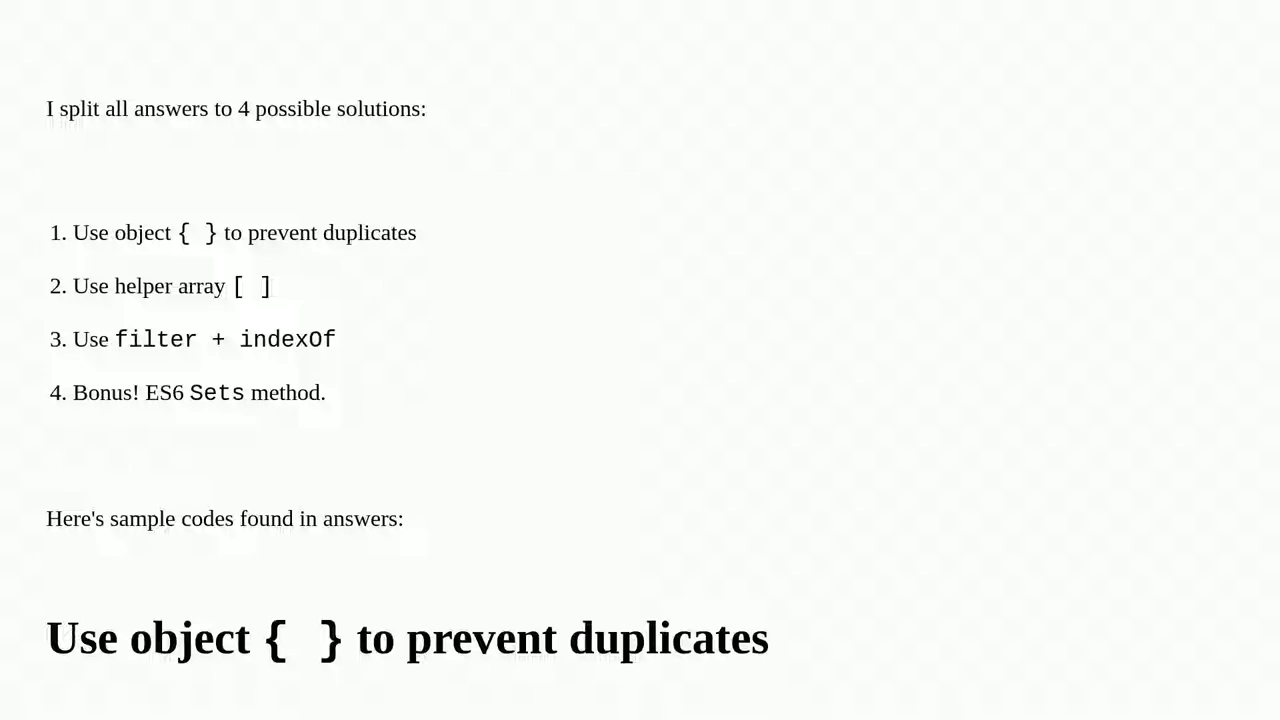 I split all answers to 4 possible solutions:
1. Use object { } to prevent duplicates
2. Use helper array [ ]
3. Use filter + indexOf
4. Bonus! ES6 Sets method.
Here's sample codes found in answers:
Use object { } to prevent duplicates